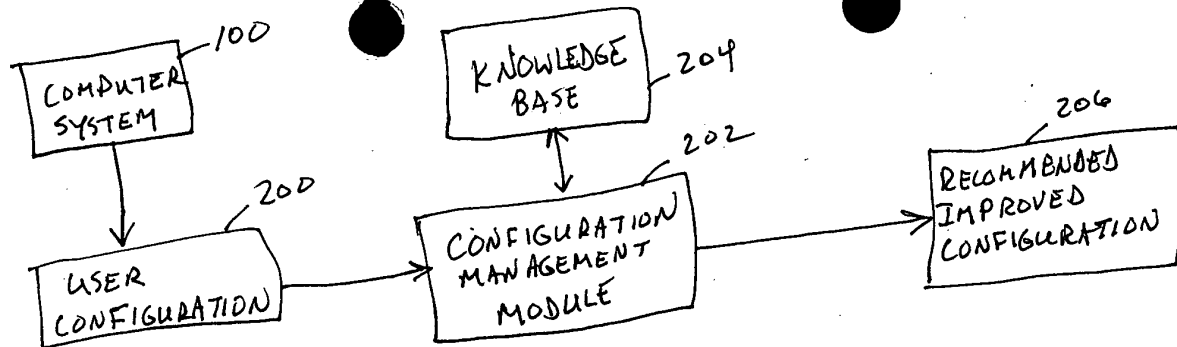 100
COMPUTER
SYSTEM
KNOWLEDGE
BASE
204
206
202
200
RECOMMENDED
IMPROVED
CONFIGURATION
CONFIGURATION
MANAGEMENT
MODULE
USER
CONFIGURATION